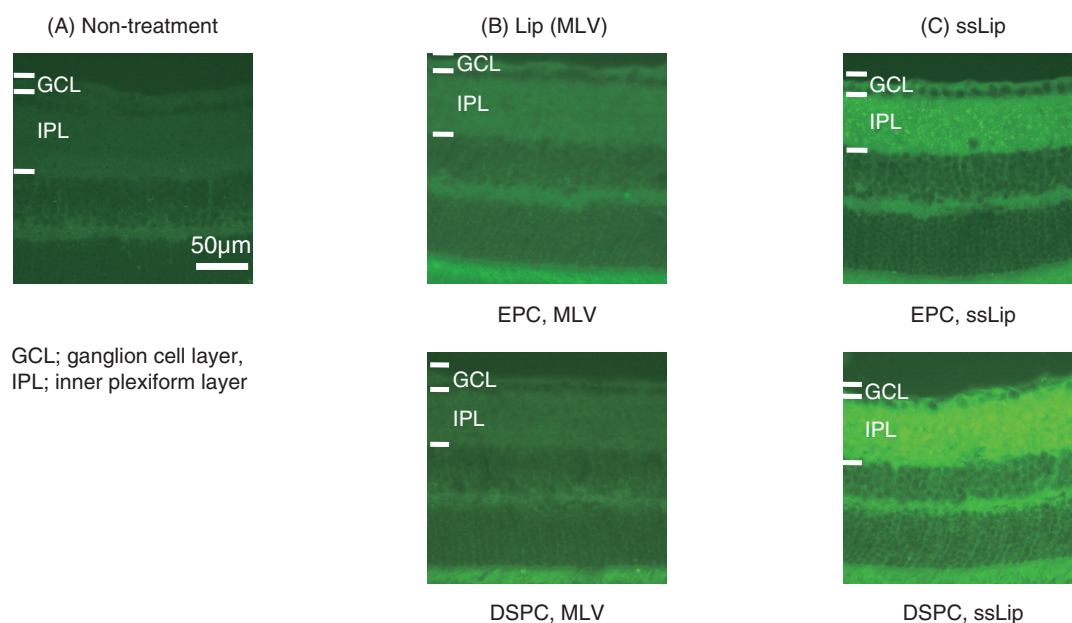 (A) Non-treatment
(B) Lip (MLV)
(C) ssLip
GCL
IPL
50µm
GCL
IPL
GCL
IPL
EPC, MLV
EPC, ssLip
GCL; ganglion cell layer,
IPL; inner plexiform layer
GCL
IPL
GCL
IPL
DSPC, MLV
DSPC, ssLip